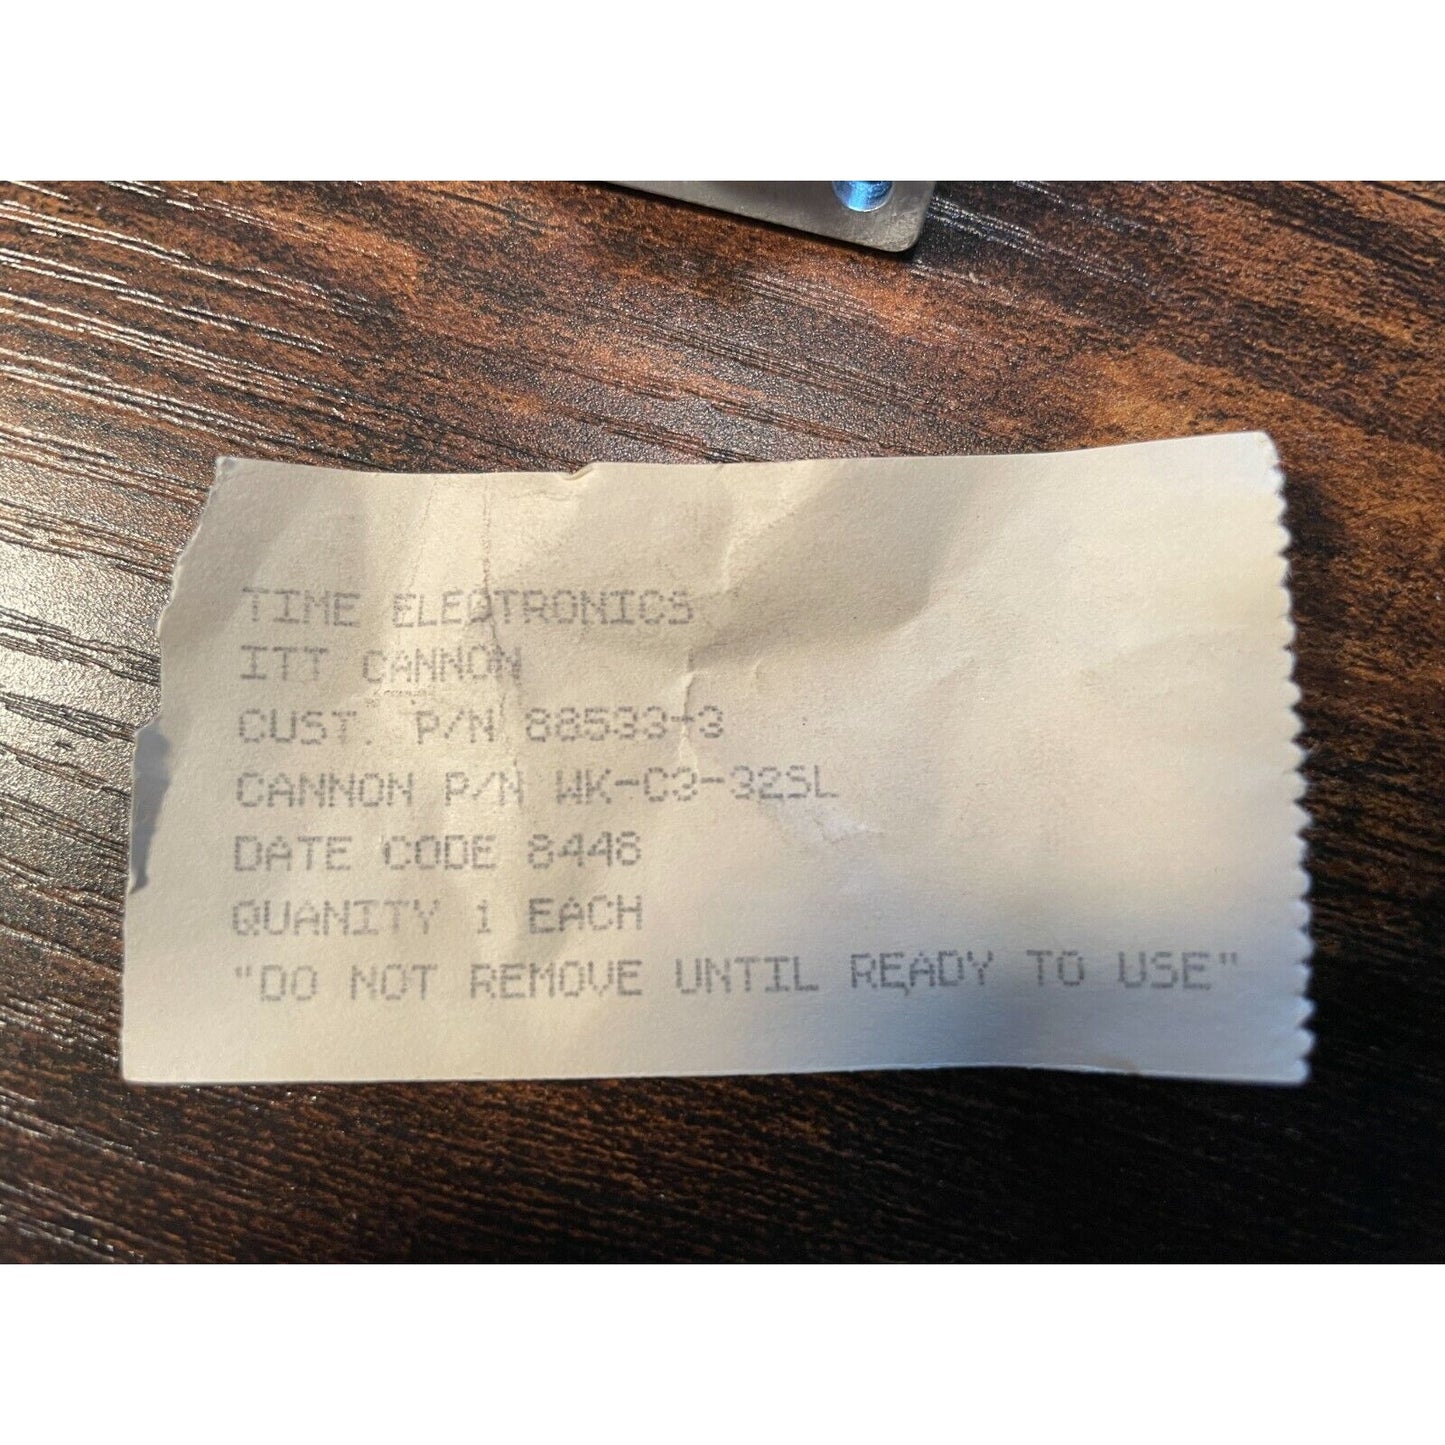 TIME ELECTRONICS
ITT CANNON
CUST. P/N 88533-3
CANNON P/N WK-C3-32SL
DATE CODE 8448
QUANITY 1 EACH
"DO NOT REMOVE UNTIL READY TO USE"